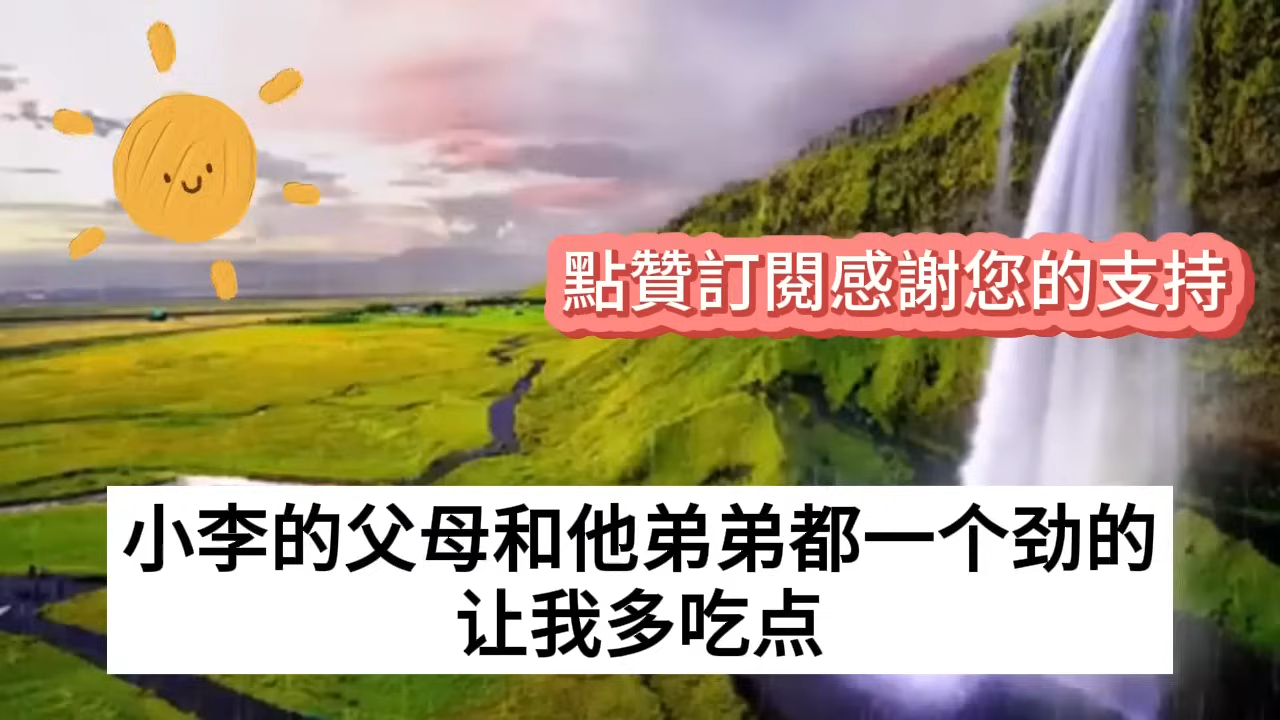 點贊訂閱感謝您的支持
小李的父母和他弟弟都一个劲的
让我多吃点